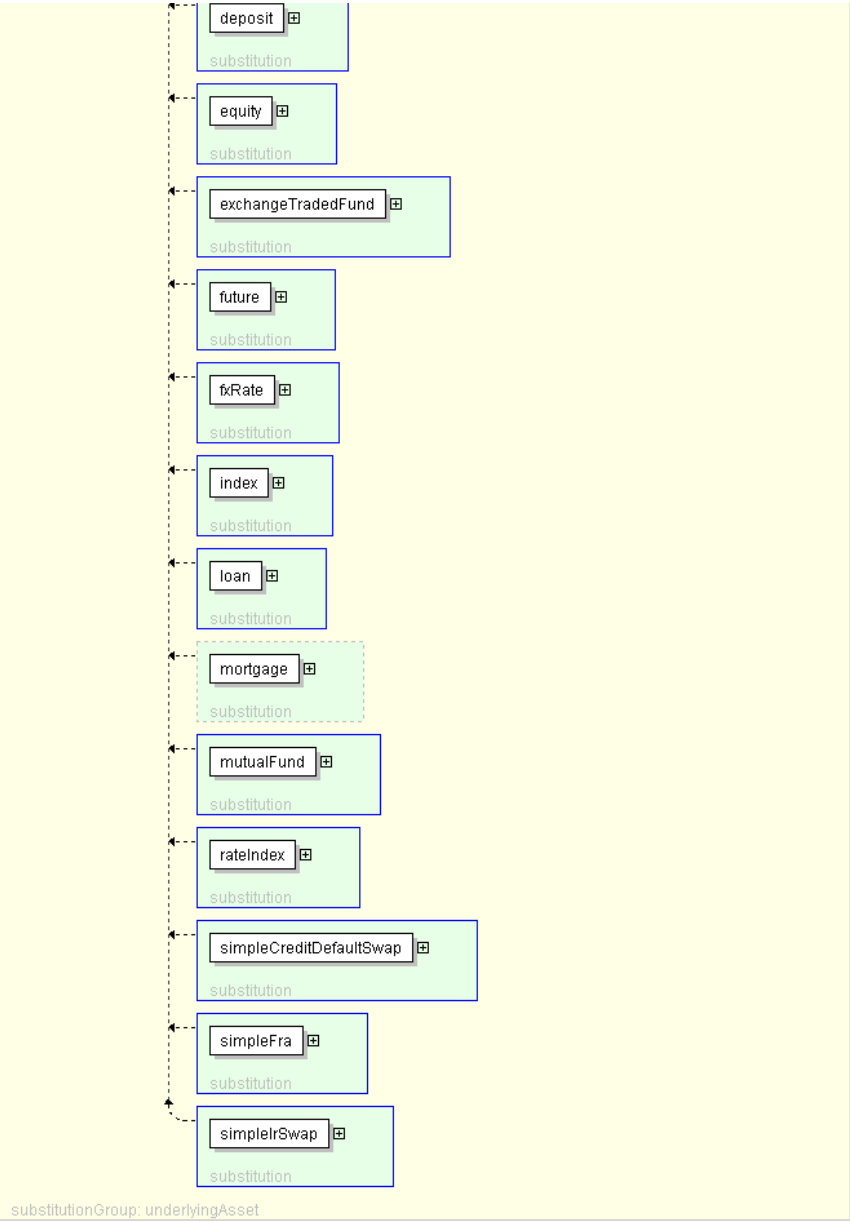 deposit
substitution
equity
substitution
exchangeTradedFund
substitution
future
substitution
fxRate
substitution
index
substitution
loan
substitution
mortgage
substitution
mutualFund
substitution
rateIndex
substitution
simpleCreditDefaultSwap
substitution
simpleFra
substitution
simpleIrSwap
substitution
substitutionGroup: underlyingAsset